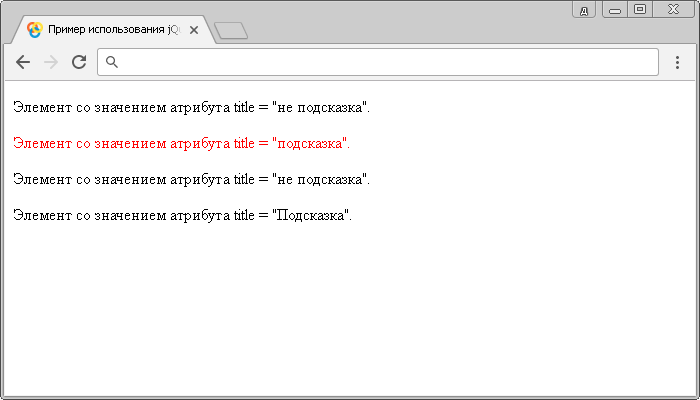 д
Пример использования jQ
Элемент со значением атрибута title = "не подсказка".
Элемент со значением атрибута title = "подсказка".
Элемент со значением атрибута title = "не подсказка".
Элемент со значением атрибута title = "Подсказка".